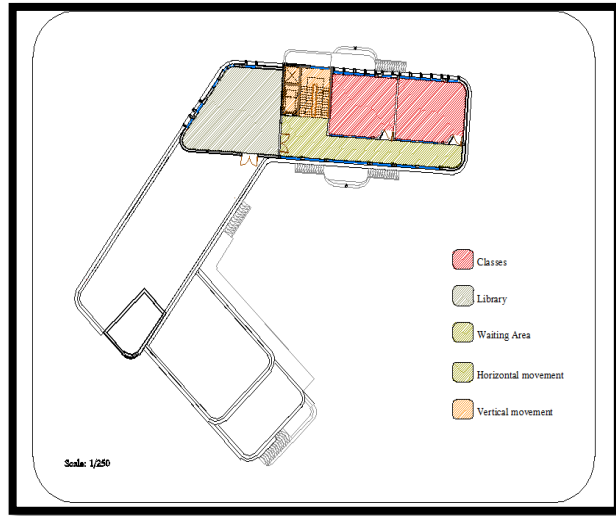 Classes
Library
Waiting Area
Horizontal movement
Vertical movement
Scale: 1/250